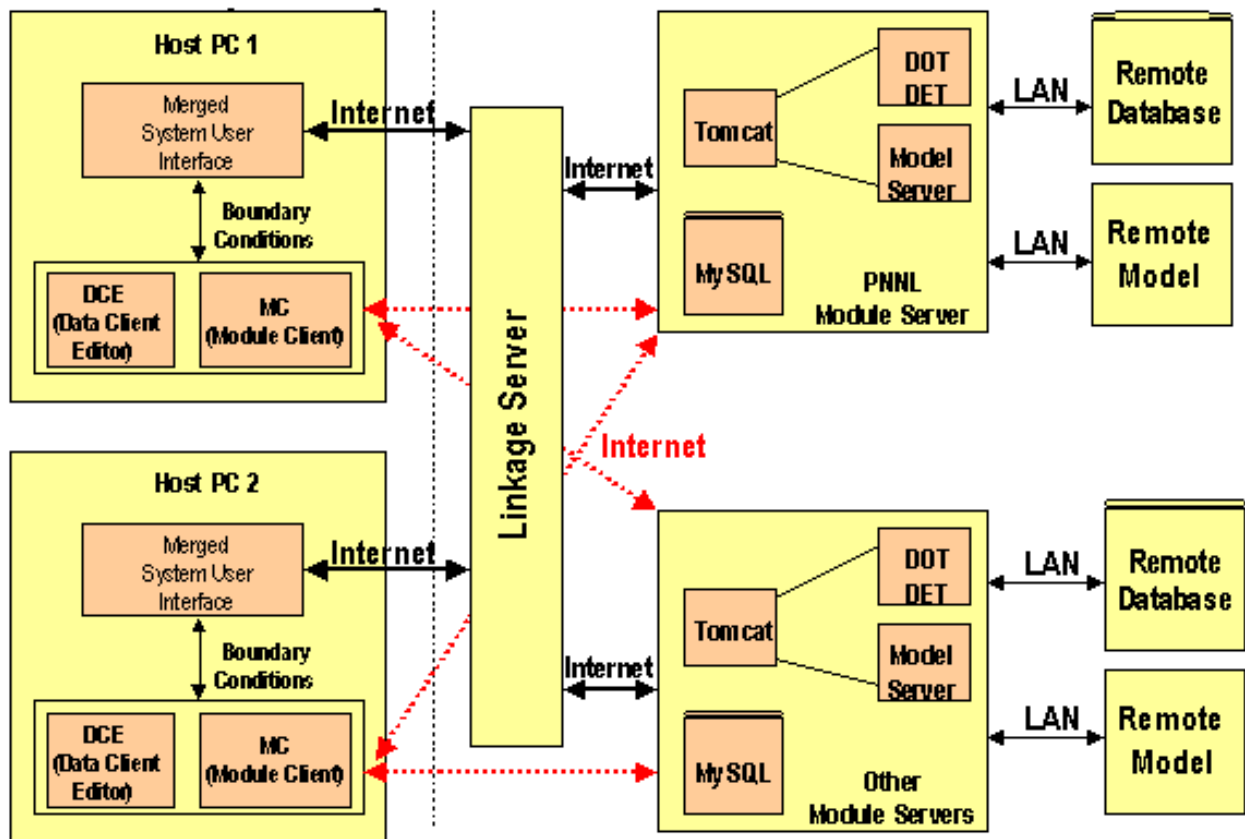 Host PC 1
Merged
System User
Interface
Internet
Boundary
Conditions
DCE
(Data Client
Editor)
MC
(Module Client)
Host PC 2
Merged
System User
Interface
Internet
Boundary
Conditions
DCE
(Data Client
Editor)
MC
(Module Client)
Linkage Server
Internet
Internet
Internet
Tomcat
DOT
DET
Model
Server
MySQL
PNNL
Module Server
LAN
Remote
Database
LAN
Remote
Model
Tomcat
DOT
DET
Model
Server
MySQL
Other
Module Servers
LAN
Remote
Database
LAN
Remote
Model